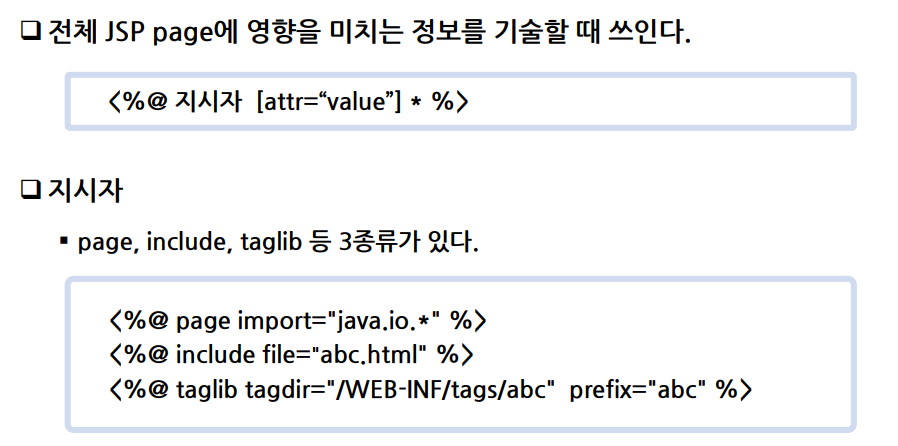 ❑ 전체 JSP page에 영향을 미치는 정보를 기술할 때 쓰인다.
<%@ 지시자  [attr=“value”] * %>
❑ 지시자
▪ page, include, taglib 등 3종류가 있다.
<%@ page import="java.io.*" %>
<%@ include file="abc.html" %>
<%@ taglib tagdir="/WEB-INF/tags/abc"  prefix="abc" %>